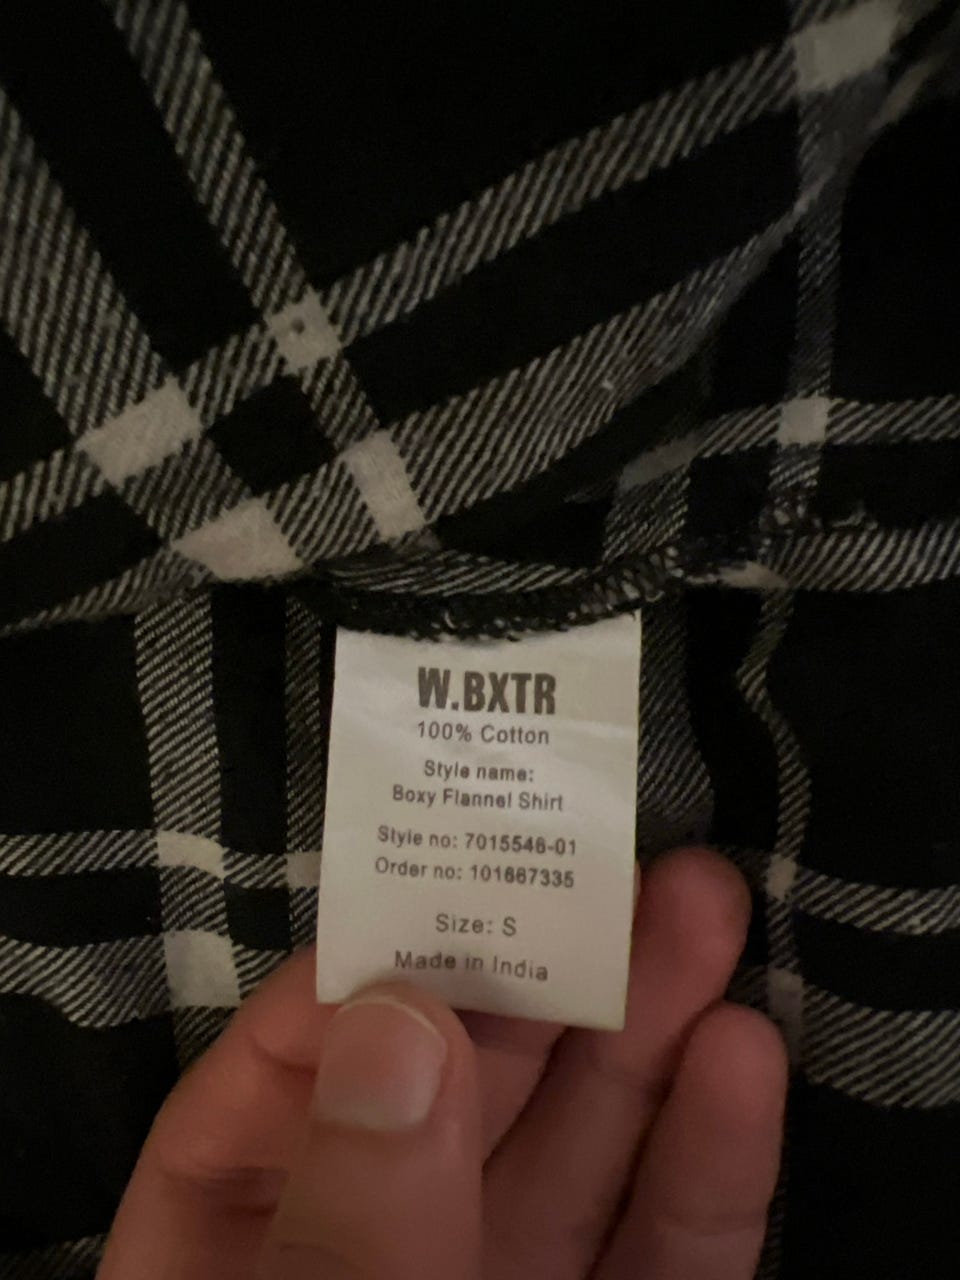 W.BXTR
100% Cotton
Style name:
Boxy Flannel Shirt
Style no: 7015546-01
Order no: 101667335
Size: S
Made in India